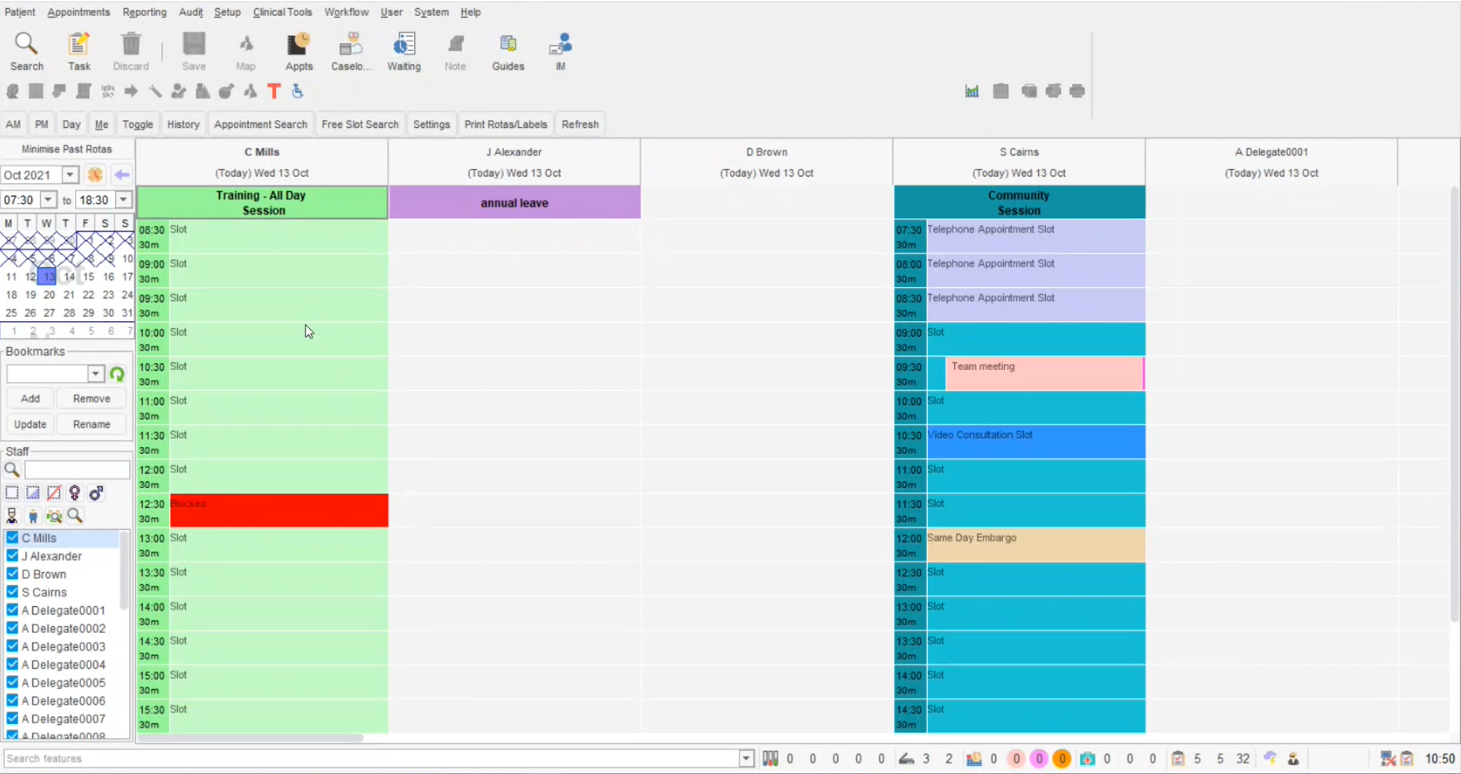 Patient Appointments Reporting Audit Setup Clinical Tools Workflow User System Help
Search Task Discard Save Map Appts Caselo... Waiting Note Guides IM
AM PM Day Me Toggle History Appointment Search Free Slot Search Settings Print Rotas/Labels Refresh
Minimise Past Rotas
Oct 2021
07:30 to 18:30
M T W T F S S
10
11 12 13 14 15 16 17
18 19 20 21 22 23 24
25 26 27 28 29 30 31
1 2 3 4 5 6 7
Bookmarks
Add Remove
Update Rename
Staff
C Mills
J Alexander
D Brown
S Cairns
A Delegate0001
A Delegate0002
A Delegate0003
A Delegate0004
A Delegate0005
A Delegate0006
A Delegate0007
A Delegate0008
C Mills
(Today) Wed 13 Oct
Training - All Day
Session
08:30 Slot
30m
09:00 Slot
30m
09:30 Slot
30m
10:00 Slot
30m
10:30 Slot
30m
11:00 Slot
30m
11:30 Slot
30m
12:00 Slot
30m
12:30 Blocked
30m
13:00 Slot
30m
13:30 Slot
30m
14:00 Slot
30m
14:30 Slot
30m
15:00 Slot
30m
15:30 Slot
30m
J Alexander
(Today) Wed 13 Oct
annual leave
D Brown
(Today) Wed 13 Oct
S Cairns
(Today) Wed 13 Oct
Community
Session
07:30 Telephone Appointment Slot
30m
08:00 Telephone Appointment Slot
30m
08:30 Telephone Appointment Slot
30m
09:00 Slot
30m
09:30 Team meeting
30m
10:00 Slot
30m
10:30 Video Consultation Slot
30m
11:00 Slot
30m
11:30 Slot
30m
12:00 Same Day Embargo
30m
12:30 Slot
30m
13:00 Slot
30m
13:30 Slot
30m
14:00 Slot
30m
14:30 Slot
30m
A Delegate0001
(Today) Wed 13 Oct
Search features
0 0 0 0 0 3 2 0 0 0 0 0 0 0 5 5 32 10:50